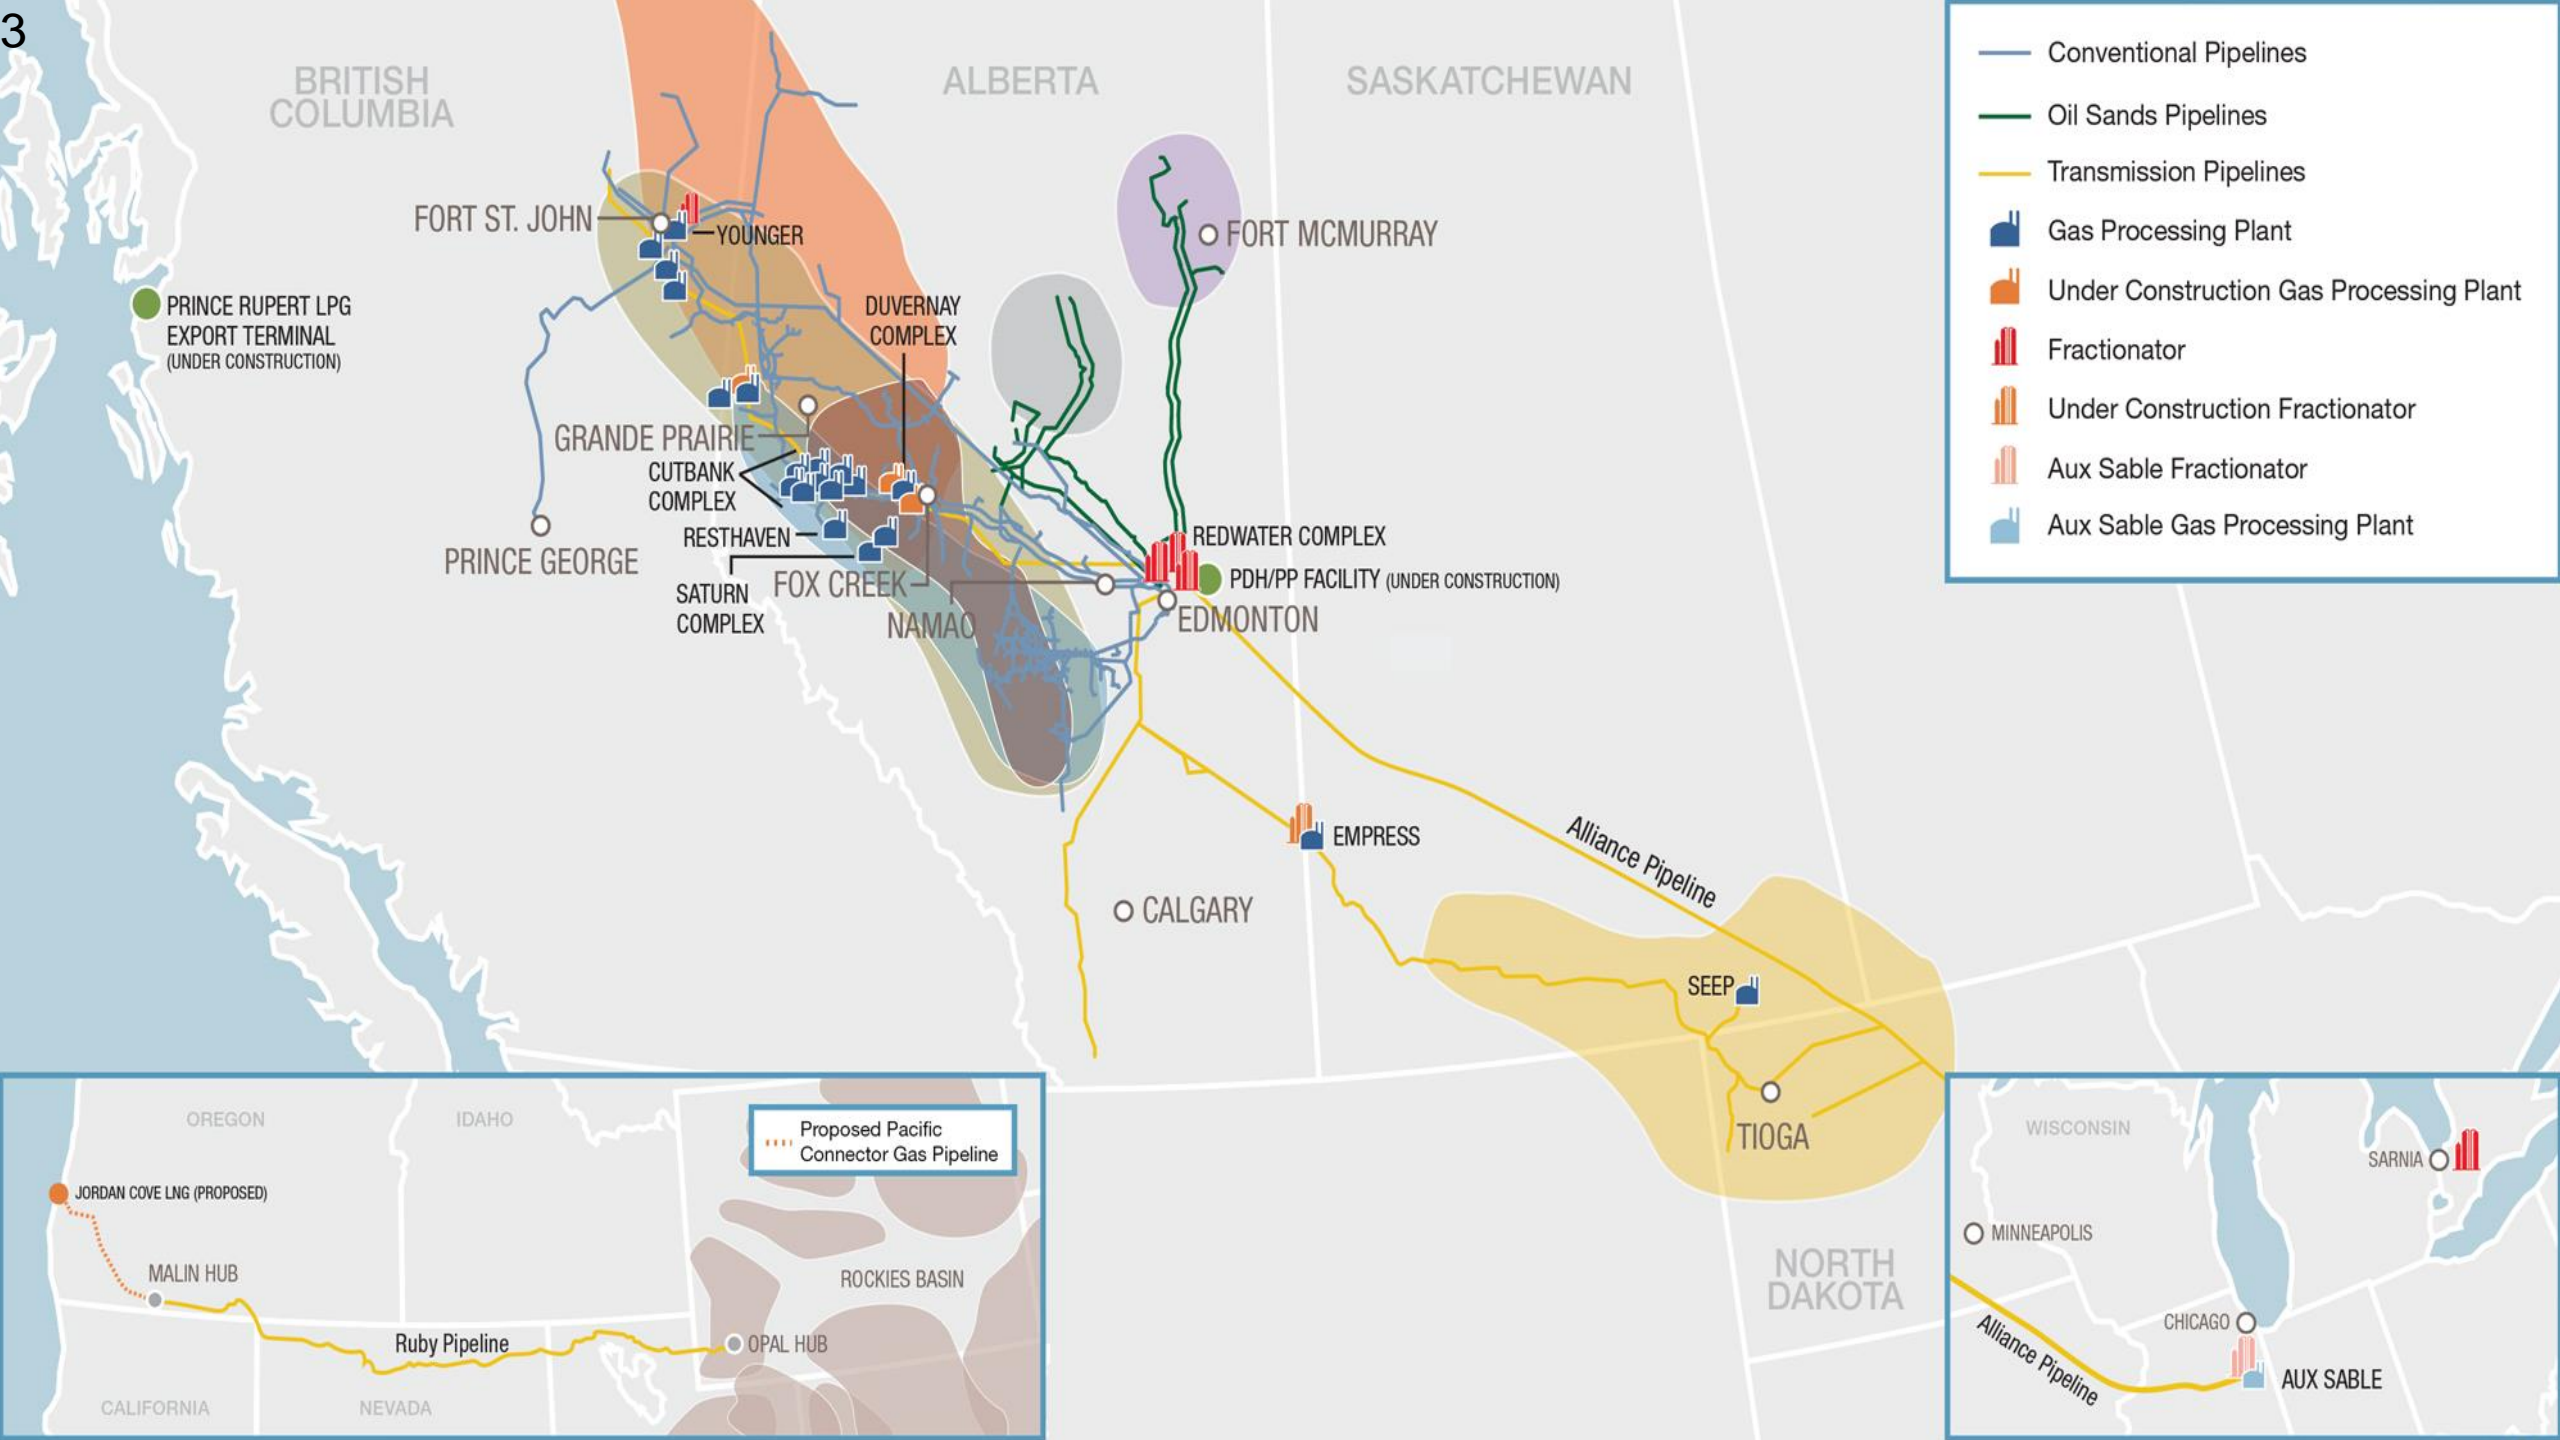 3
BRITISH
COLUMBIA
ALBERTA
SASKATCHEWAN
Conventional Pipelines
Oil Sands Pipelines
Transmission Pipelines
Gas Processing Plant
Under Construction Gas Processing Plant
Fractionator
Under Construction Fractionator
Aux Sable Fractionator
Aux Sable Gas Processing Plant
FORT ST. JOHN
YOUNGER
FORT MCMURRAY
PRINCE RUPERT LPG
EXPORT TERMINAL
(UNDER CONSTRUCTION)
DUVERNAY
COMPLEX
GRANDE PRAIRIE
CUTBANK
COMPLEX
RESTHAVEN
PRINCE GEORGE
SATURN
COMPLEX
FOX CREEK
NAMAO
REDWATER COMPLEX
PDH/PP FACILITY (UNDER CONSTRUCTION)
EDMONTON
EMPRESS
Alliance Pipeline
CALGARY
SEEP
TIOGA
NORTH
DAKOTA
OREGON
IDAHO
Proposed Pacific
Connector Gas Pipeline
JORDAN COVE LNG (PROPOSED)
MALIN HUB
ROCKIES BASIN
Ruby Pipeline
OPAL HUB
CALIFORNIA
NEVADA
WISCONSIN
SARNIA
MINNEAPOLIS
CHICAGO
Alliance Pipeline
AUX SABLE